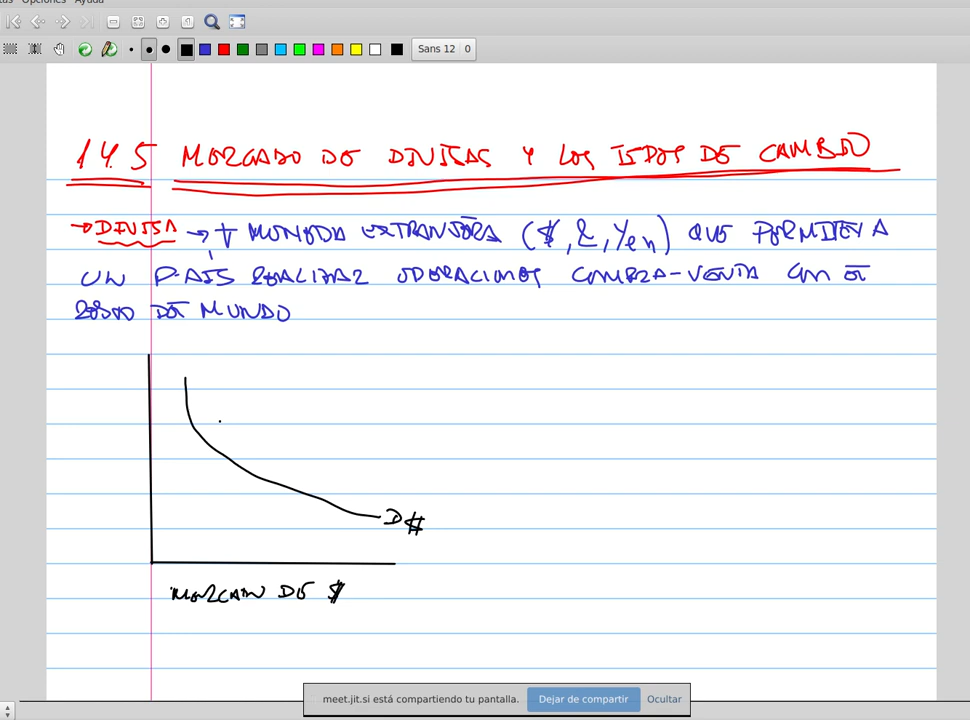 Opciones Ayuda
Sans 12 0
14.5 MERCADO DE DIVISAS Y LOS TIPOS DE CAMBIO
→ DIVISA → MONEDA EXTRANJERA ($, £, Yen) QUE PERMITEN A
UN PAIS REALIZAR OPERACIONES COMPRA-VENTA CON EL
RESTO DE MUNDO
D$
MERCADO DE $
meet.jit.si está compartiendo tu pantalla. Dejar de compartir Ocultar